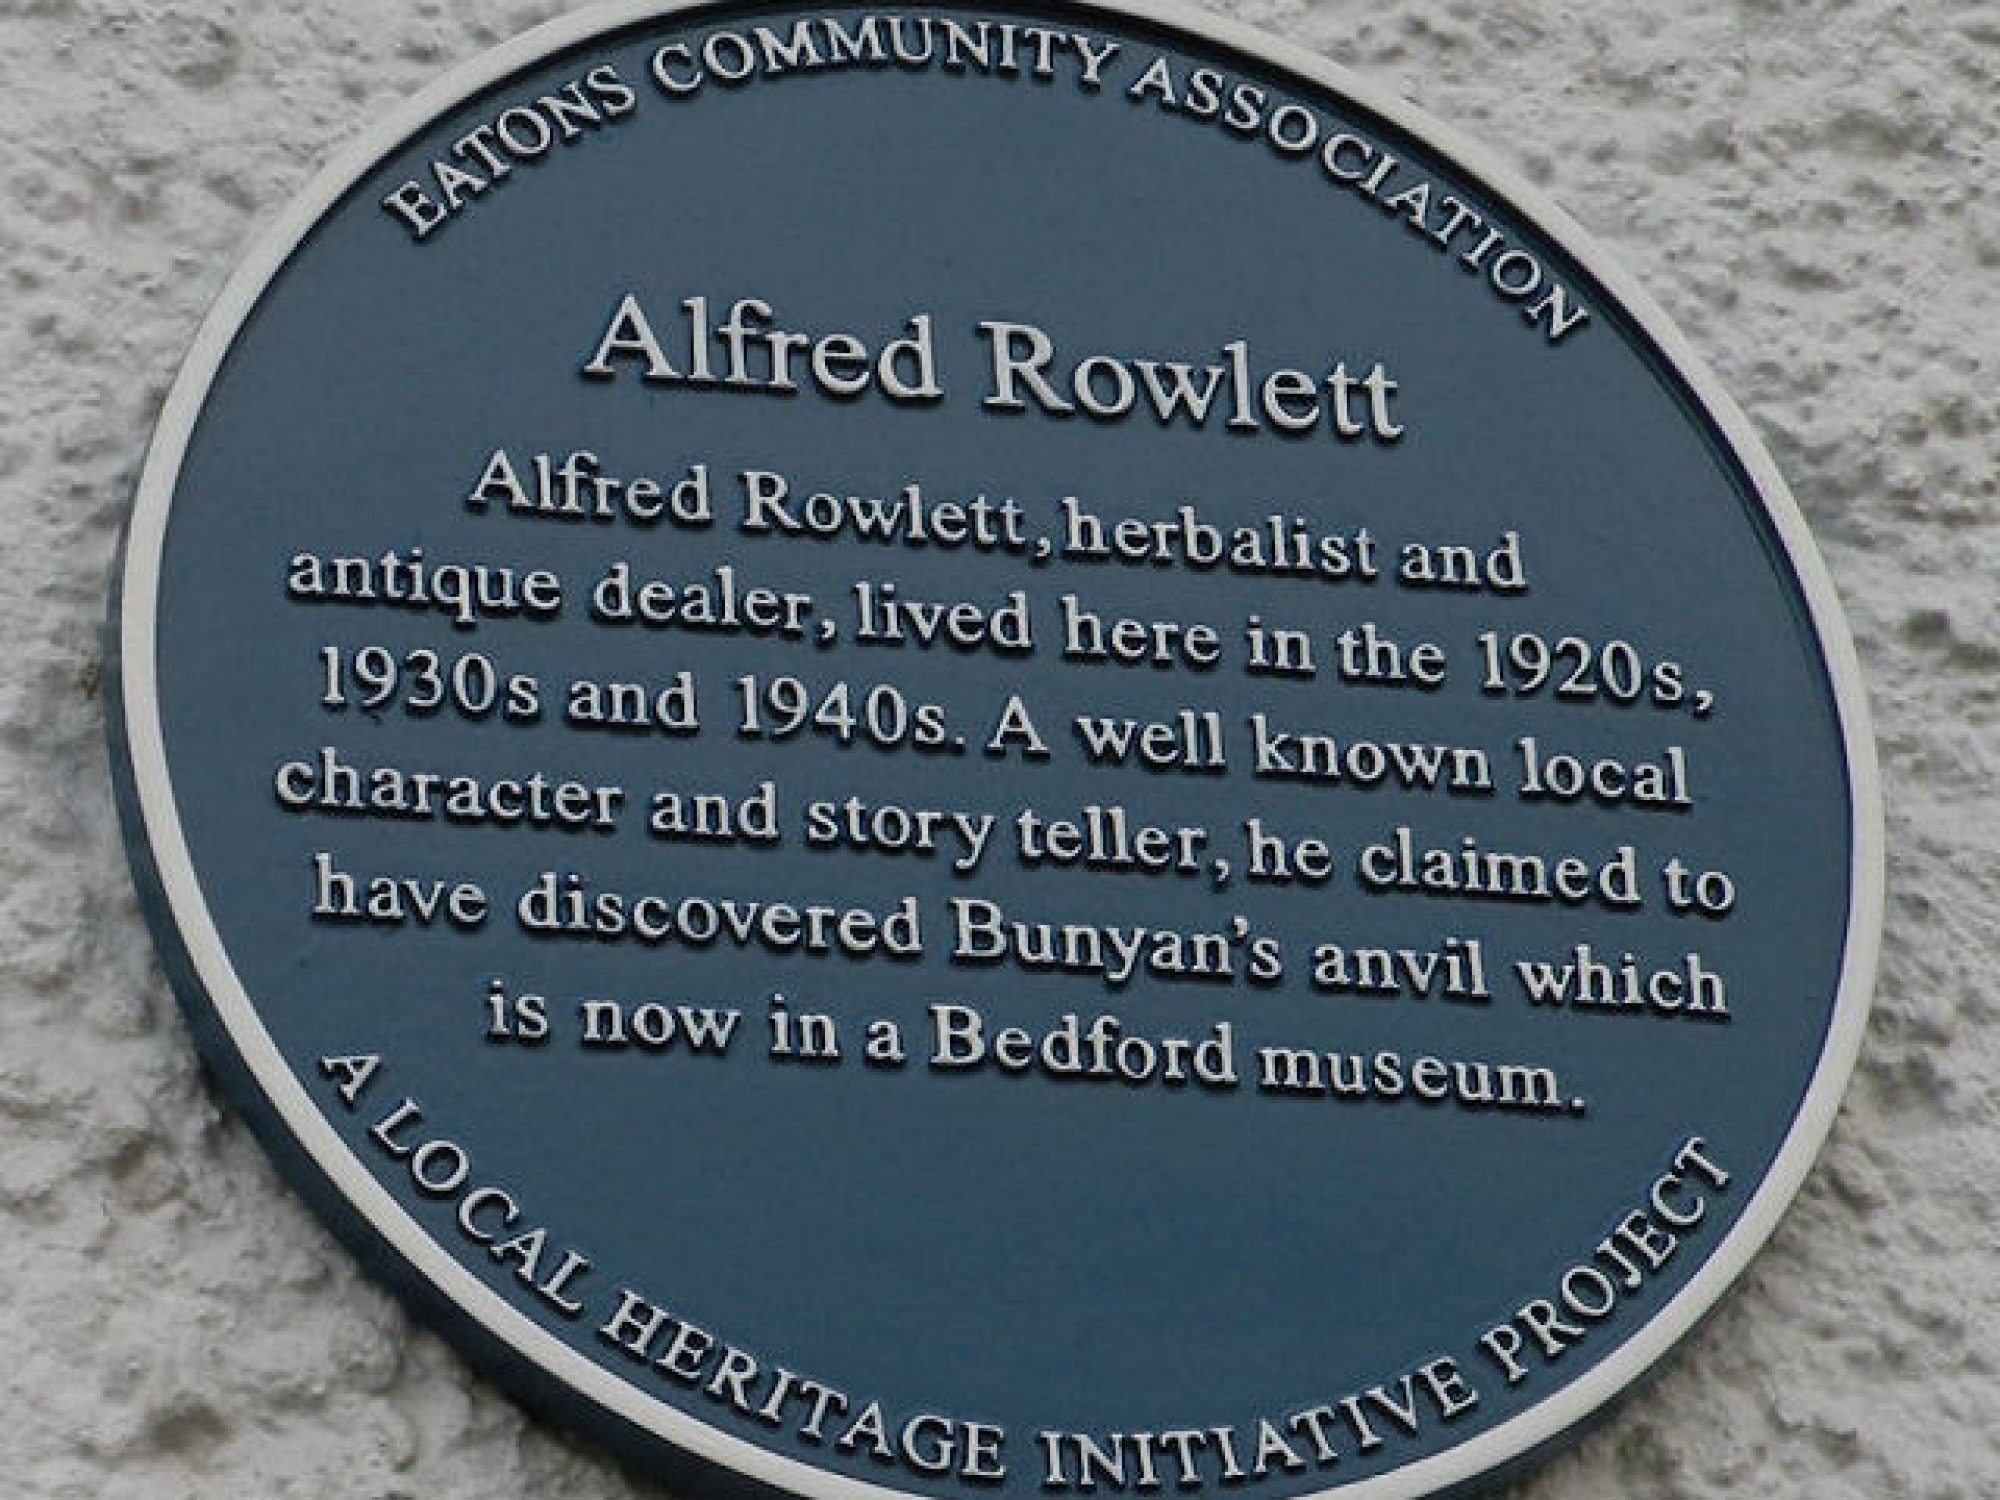 EATONS COMMUNITY ASSOCIATION
Alfred Rowlett
Alfred Rowlett, herbalist and
antique dealer, lived here in the 1920s,
1930s and 1940s. A well known local
character and story teller, he claimed to
have discovered Bunyan's anvil which
is now in a Bedford museum.
A LOCAL HERITAGE INITIATIVE PROJECT